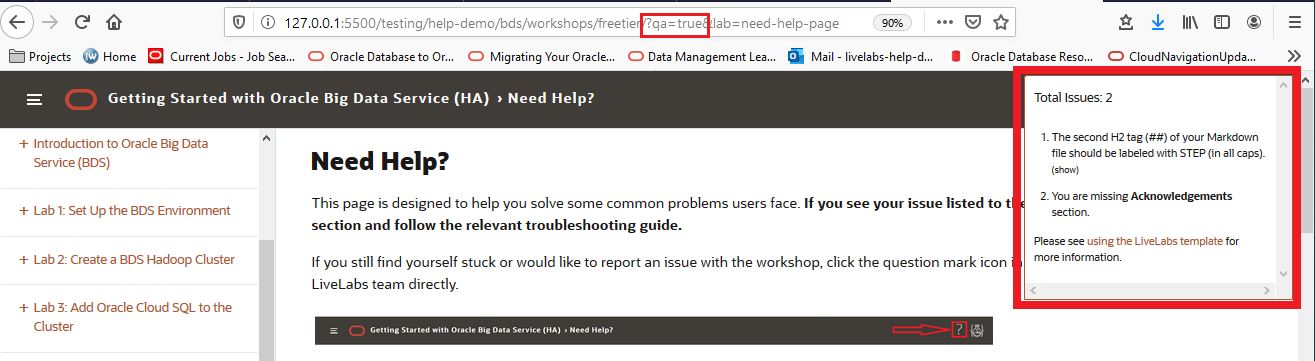 127.0.0.1:5500/testing/help-demo/bds/workshops/freetier/?qa=true&lab=need-help-page 90%
Projects Home Current Jobs - Job Sea... Oracle Database to Or... Migrating Your Oracle... Data Management Lea... Mail - livelabs-help-d... Oracle Database Res... CloudNavigationUpda...
Getting Started with Oracle Big Data Service (HA) › Need Help?
+ Introduction to Oracle Big Data
Service (BDS)
+ Lab 1: Set Up the BDS Environment
+ Lab 2: Create a BDS Hadoop Cluster
+ Lab 3: Add Oracle Cloud SQL to the
Cluster
Need Help?
This page is designed to help you solve some common problems users face. If you see your issue listed to the
section and follow the relevant troubleshooting guide.
If you still find yourself stuck or would like to report an issue with the workshop, click the question mark icon
LiveLabs team directly.
Getting Started with Oracle Big Data Service (HA) › Need Help? ?
Total Issues: 2
1. The second H2 tag (##) of your Markdown
file should be labeled with STEP (in all caps).
(show)
2. You are missing Acknowledgements
section.
Please see using the LiveLabs template for
more information.